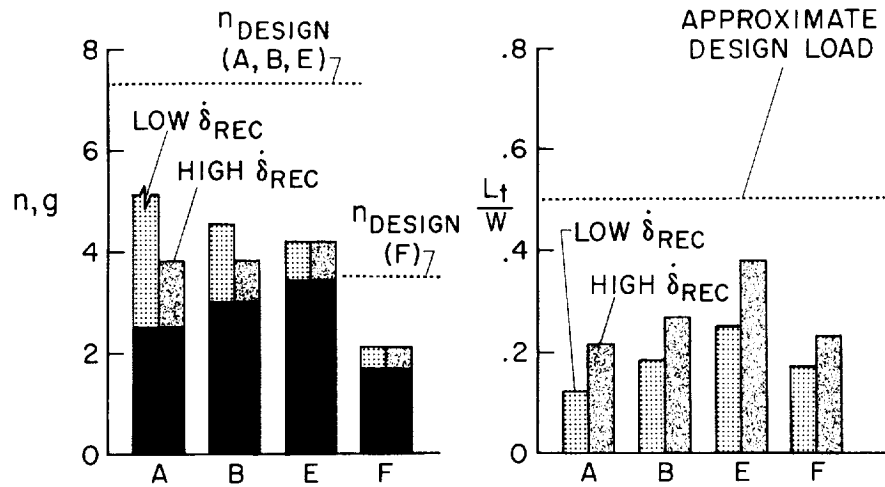 n DESIGN
(A, B, E)
8
6
4
2
0
n, g
LOW δ̇REC
HIGH δ̇REC
n DESIGN
(F)
A B E F
APPROXIMATE
DESIGN LOAD
.8
.6
.4
.2
0
Lt
W
LOW δ̇REC
HIGH δ̇REC
A B E F